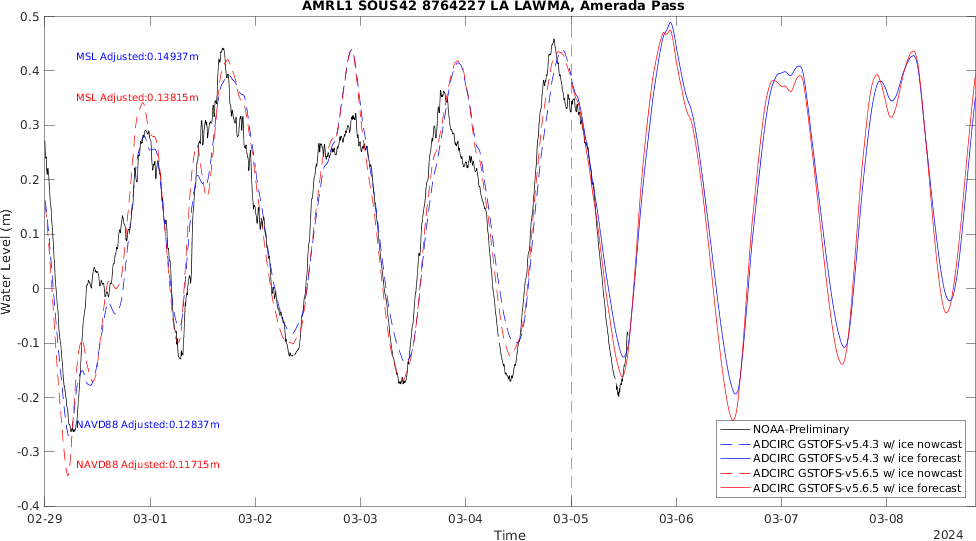 AMRL1 SOUS42 8764227 LA LAWMA, Amerada Pass
0.5
0.4
0.3
0.2
0.1
0
-0.1
-0.2
-0.3
-0.4
Water Level (m)
MSL Adjusted:0.14937m
MSL Adjusted:0.13815m
NAVD88 Adjusted:0.12837m
NAVD88 Adjusted:0.11715m
NOAA-Preliminary
ADCIRC GSTOFS-v5.4.3 w/ ice nowcast
ADCIRC GSTOFS-v5.4.3 w/ ice forecast
ADCIRC GSTOFS-v5.6.5 w/ ice nowcast
ADCIRC GSTOFS-v5.6.5 w/ ice forecast
02-29 03-01 03-02 03-03 03-04 03-05 03-06 03-07 03-08
Time
2024